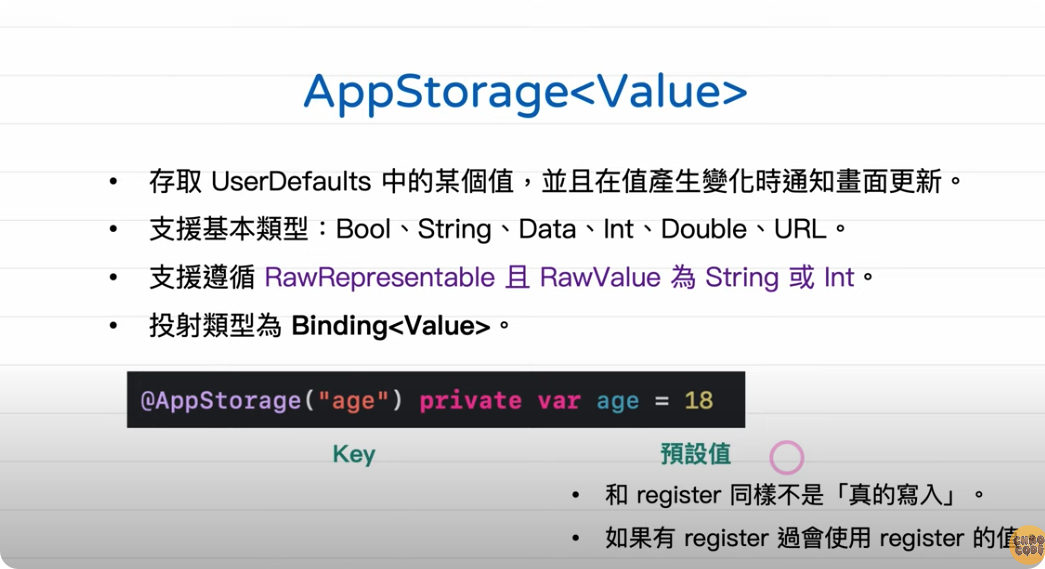 AppStorage<Value>
• 存取 UserDefaults 中的某個值，並且在值產生變化時通知畫面更新。
• 支援基本類型：Bool、String、Data、Int、Double、URL。
• 支援遵循 RawRepresentable 且 RawValue 為 String 或 Int。
• 投射類型為 Binding<Value>。
@AppStorage("age") private var age = 18
Key 預設值
• 和 register 同樣不是「真的寫入」。
• 如果有 register 過會使用 register 的值
CHAO
CODE